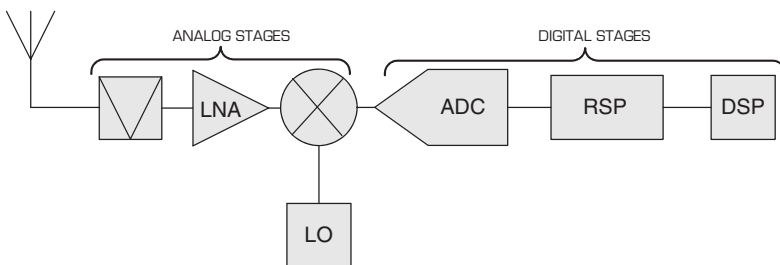 ANALOG STAGES
DIGITAL STAGES
LNA
ADC
RSP
DSP
LO